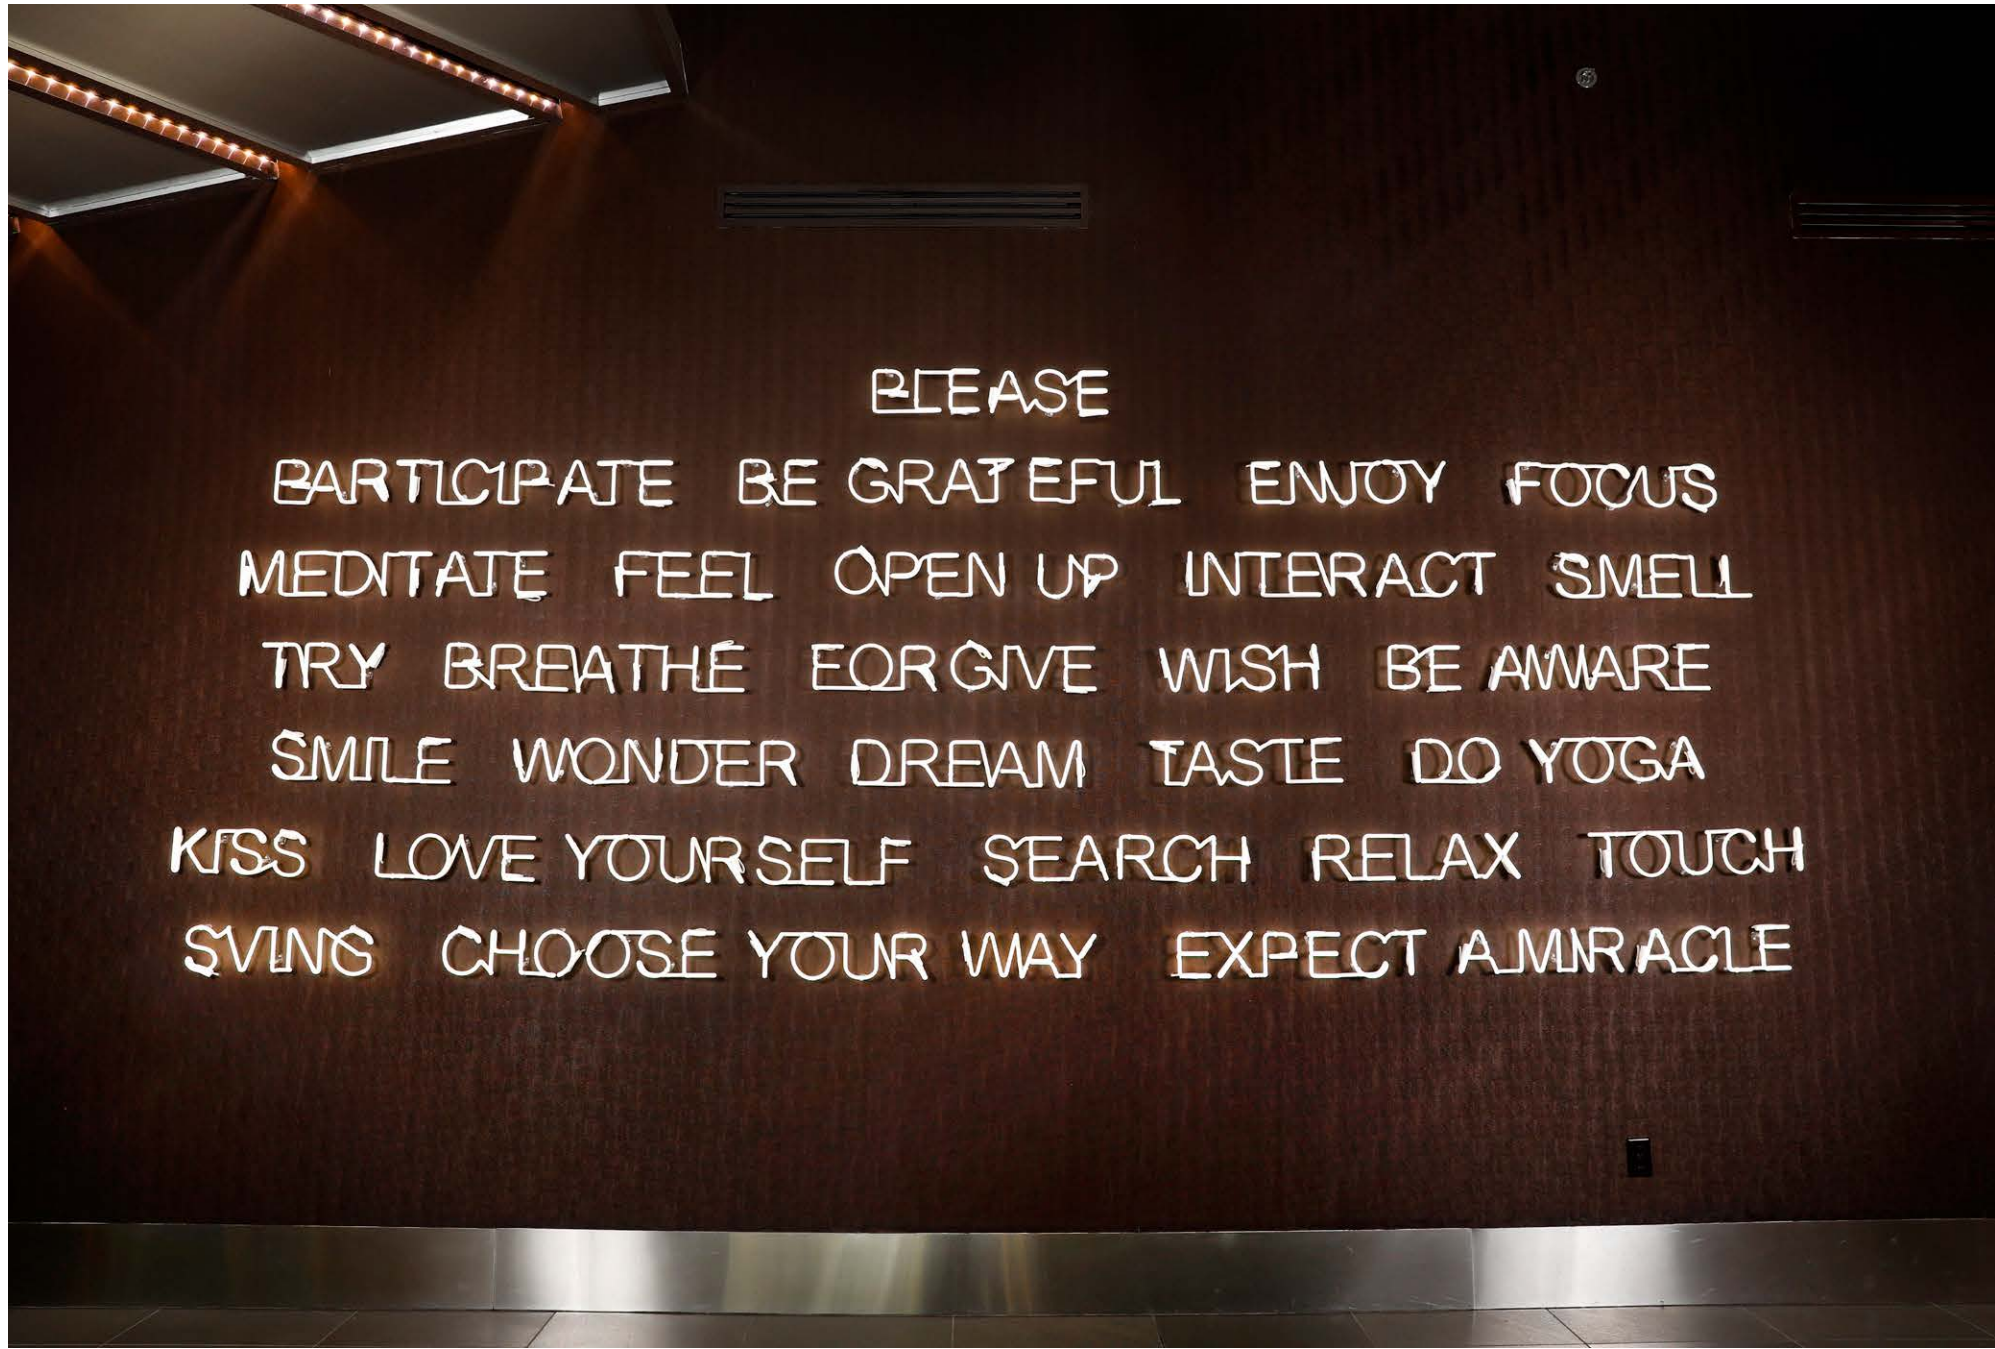 PLEASE
PARTICIPATE BE GRATEFUL ENJOY FOCUS
MEDITATE FEEL OPEN UP INTERACT SMELL
TRY BREATHE FORGIVE WISH BE AWARE
SMILE WONDER DREAM TASTE DO YOGA
KISS LOVE YOURSELF SEARCH RELAX TOUCH
SVING CHOOSE YOUR WAY EXPECT A MIRACLE